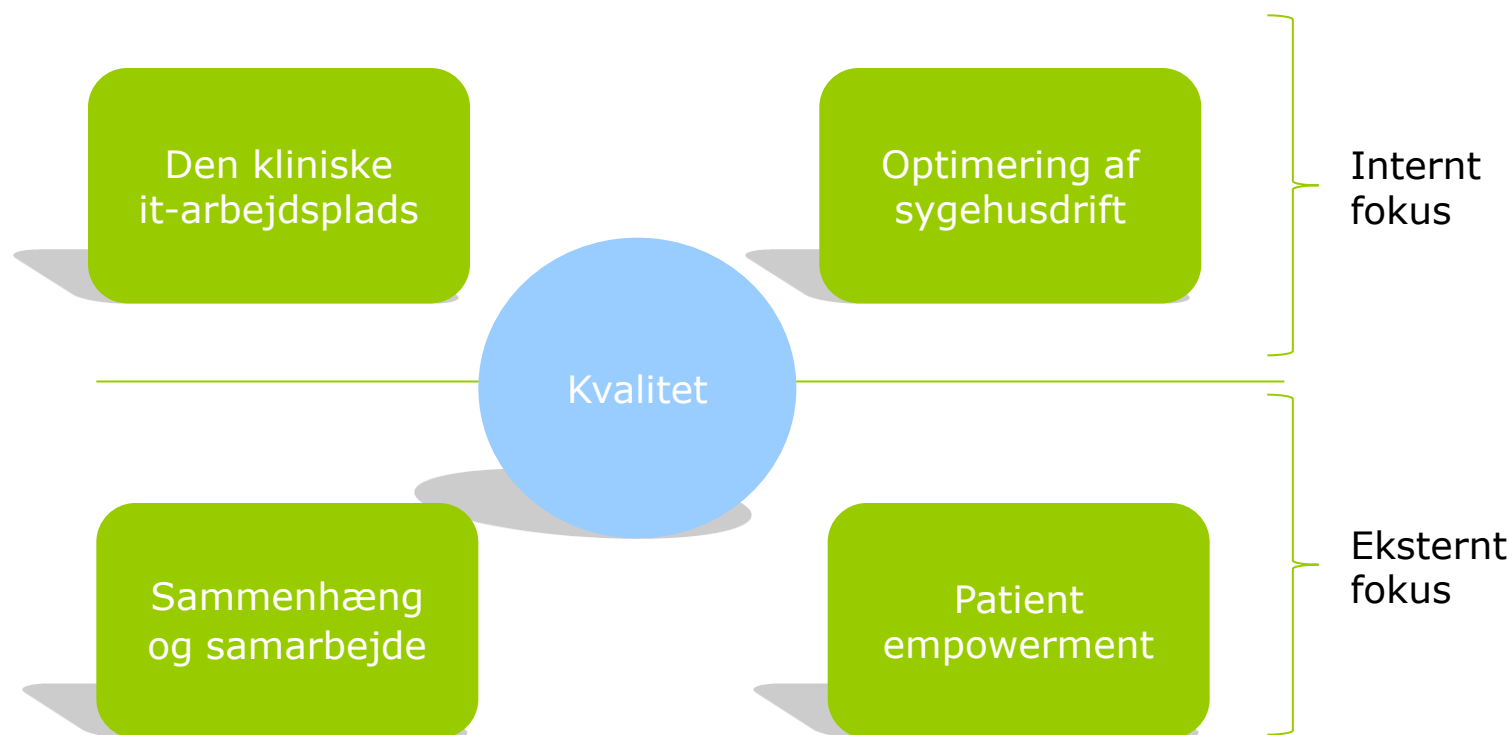 Den kliniske
it-arbejdsplads
Optimering af
sygehusdrift
Internt
fokus
Kvalitet
Sammenhæng
og samarbejde
Patient
empowerment
Eksternt
fokus